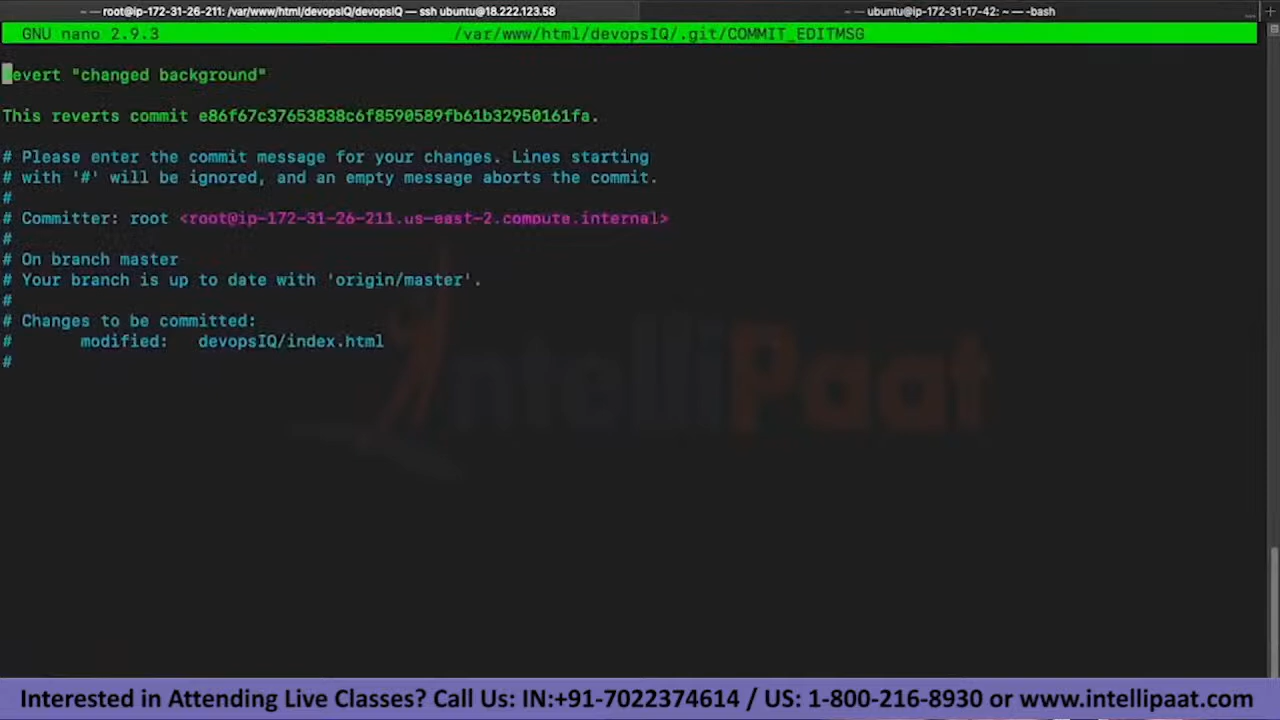 ~ — root@ip-172-31-26-211: /var/www/html/devopsIQ/devopsIQ — ssh ubuntu@18.222.123.58
~ — ubuntu@ip-172-31-17-42: ~ — -bash
GNU nano 2.9.3 /var/www/html/devopsIQ/.git/COMMIT_EDITMSG
evert "changed background"
This reverts commit e86f67c37653838c6f8590589fb61b32950161fa.
# Please enter the commit message for your changes. Lines starting
# with '#' will be ignored, and an empty message aborts the commit.
#
# Committer: root <root@ip-172-31-26-211.us-east-2.compute.internal>
#
# On branch master
# Your branch is up to date with 'origin/master'.
#
# Changes to be committed:
# modified: devopsIQ/index.html
#
IntelliPaat
Interested in Attending Live Classes? Call Us: IN:+91-7022374614 / US: 1-800-216-8930 or www.intellipaat.com